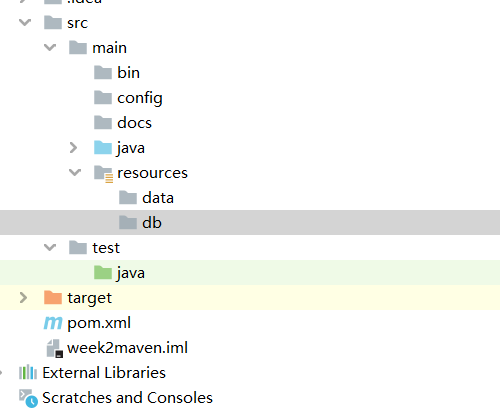 src
main
bin
config
docs
java
resources
data
db
test
java
target
pom.xml
week2maven.iml
External Libraries
Scratches and Consoles